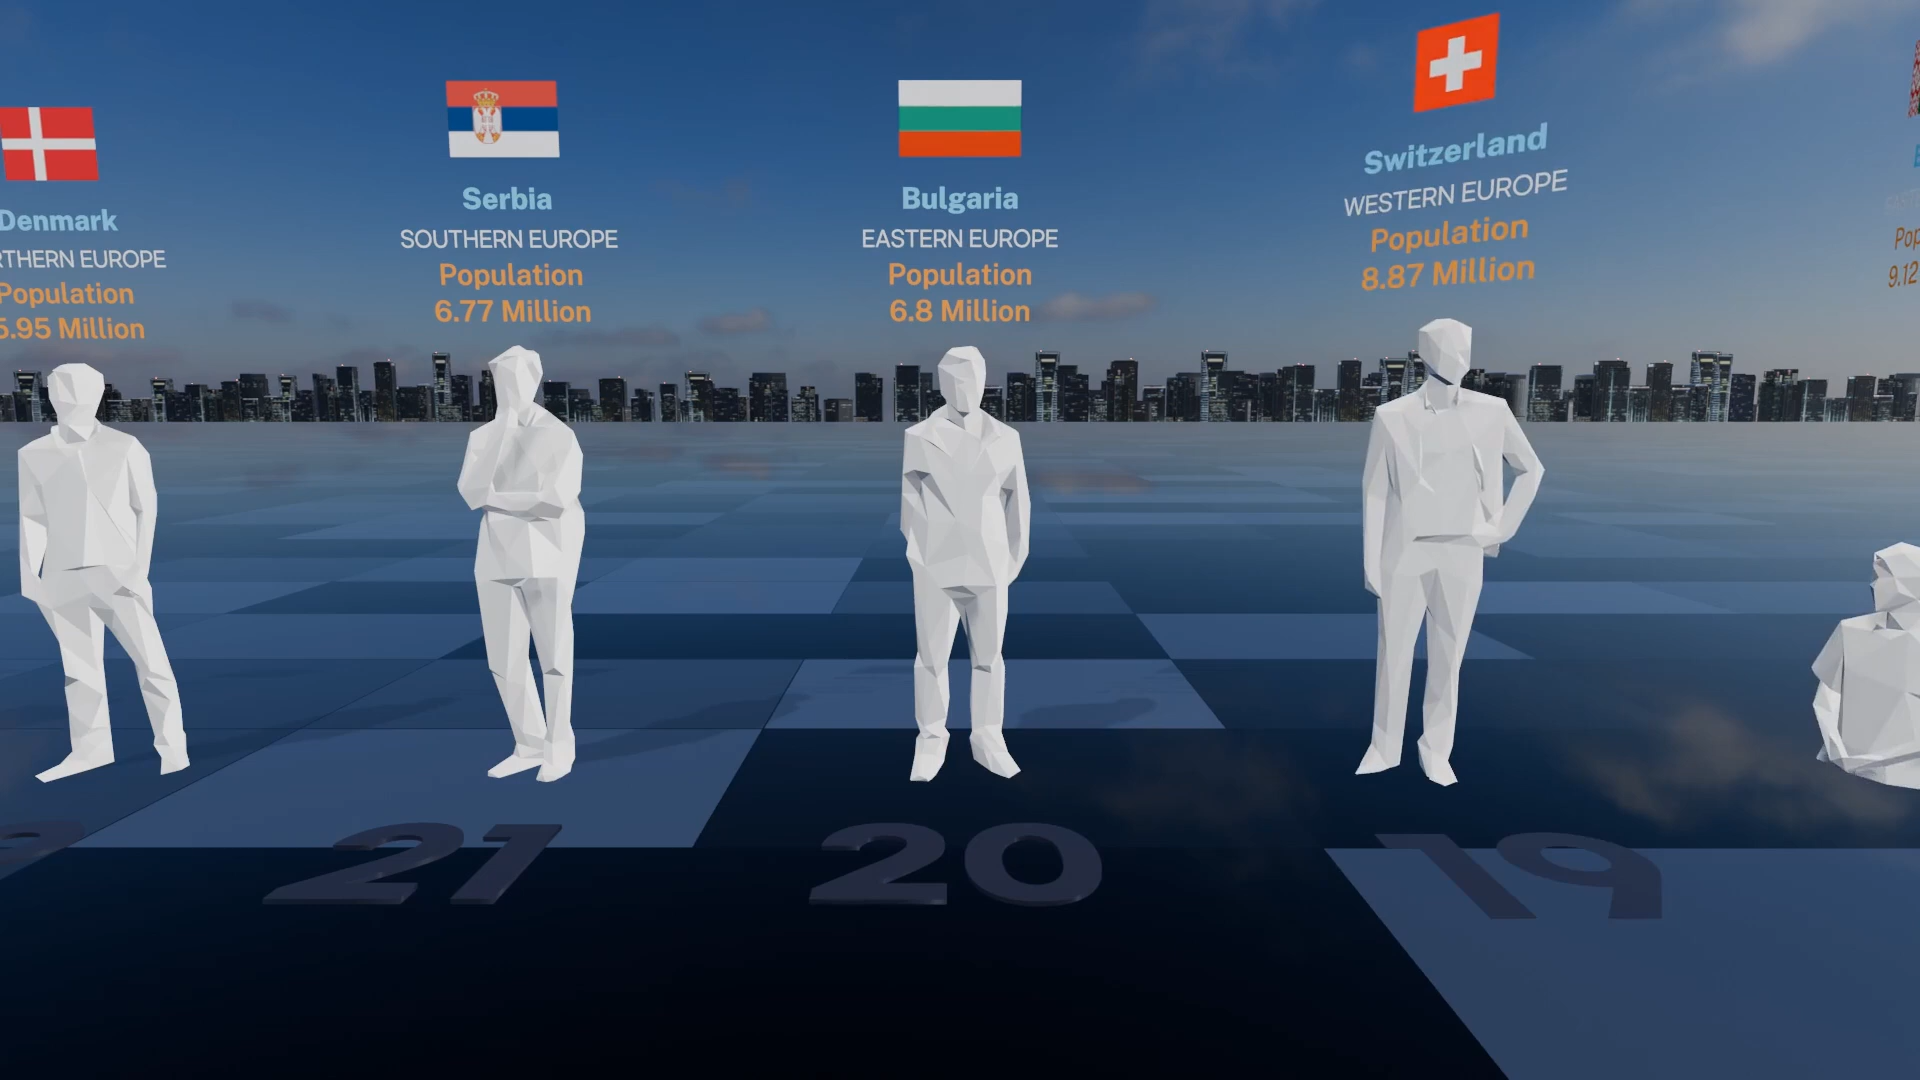 Denmark
RTHERN EUROPE
Population
5.95 Million
Serbia
SOUTHERN EUROPE
Population
6.77 Million
Bulgaria
EASTERN EUROPE
Population
6.8 Million
Switzerland
WESTERN EUROPE
Population
8.87 Million
Pop
9.12
21
20
19